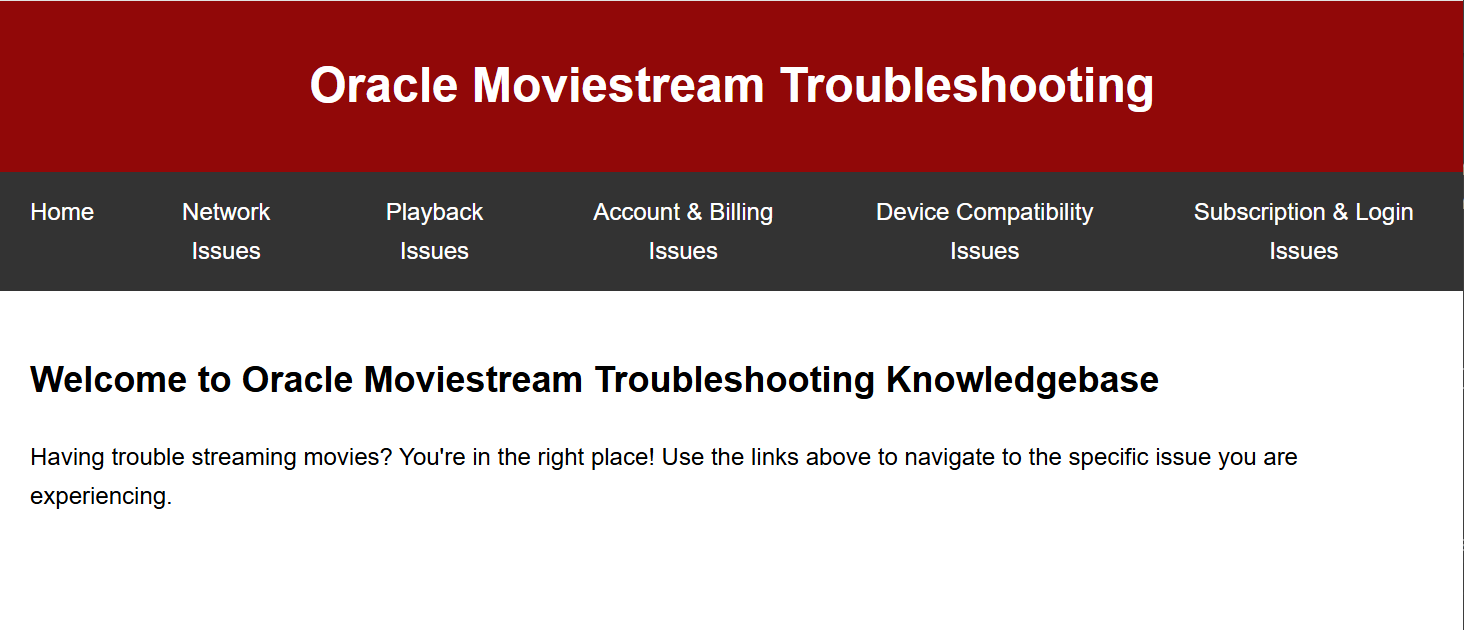 Oracle Moviestream Troubleshooting
Home
Network
Issues
Playback
Issues
Account & Billing
Issues
Device Compatibility
Issues
Subscription & Login
Issues
Welcome to Oracle Moviestream Troubleshooting Knowledgebase
Having trouble streaming movies? You're in the right place! Use the links above to navigate to the specific issue you are
experiencing.